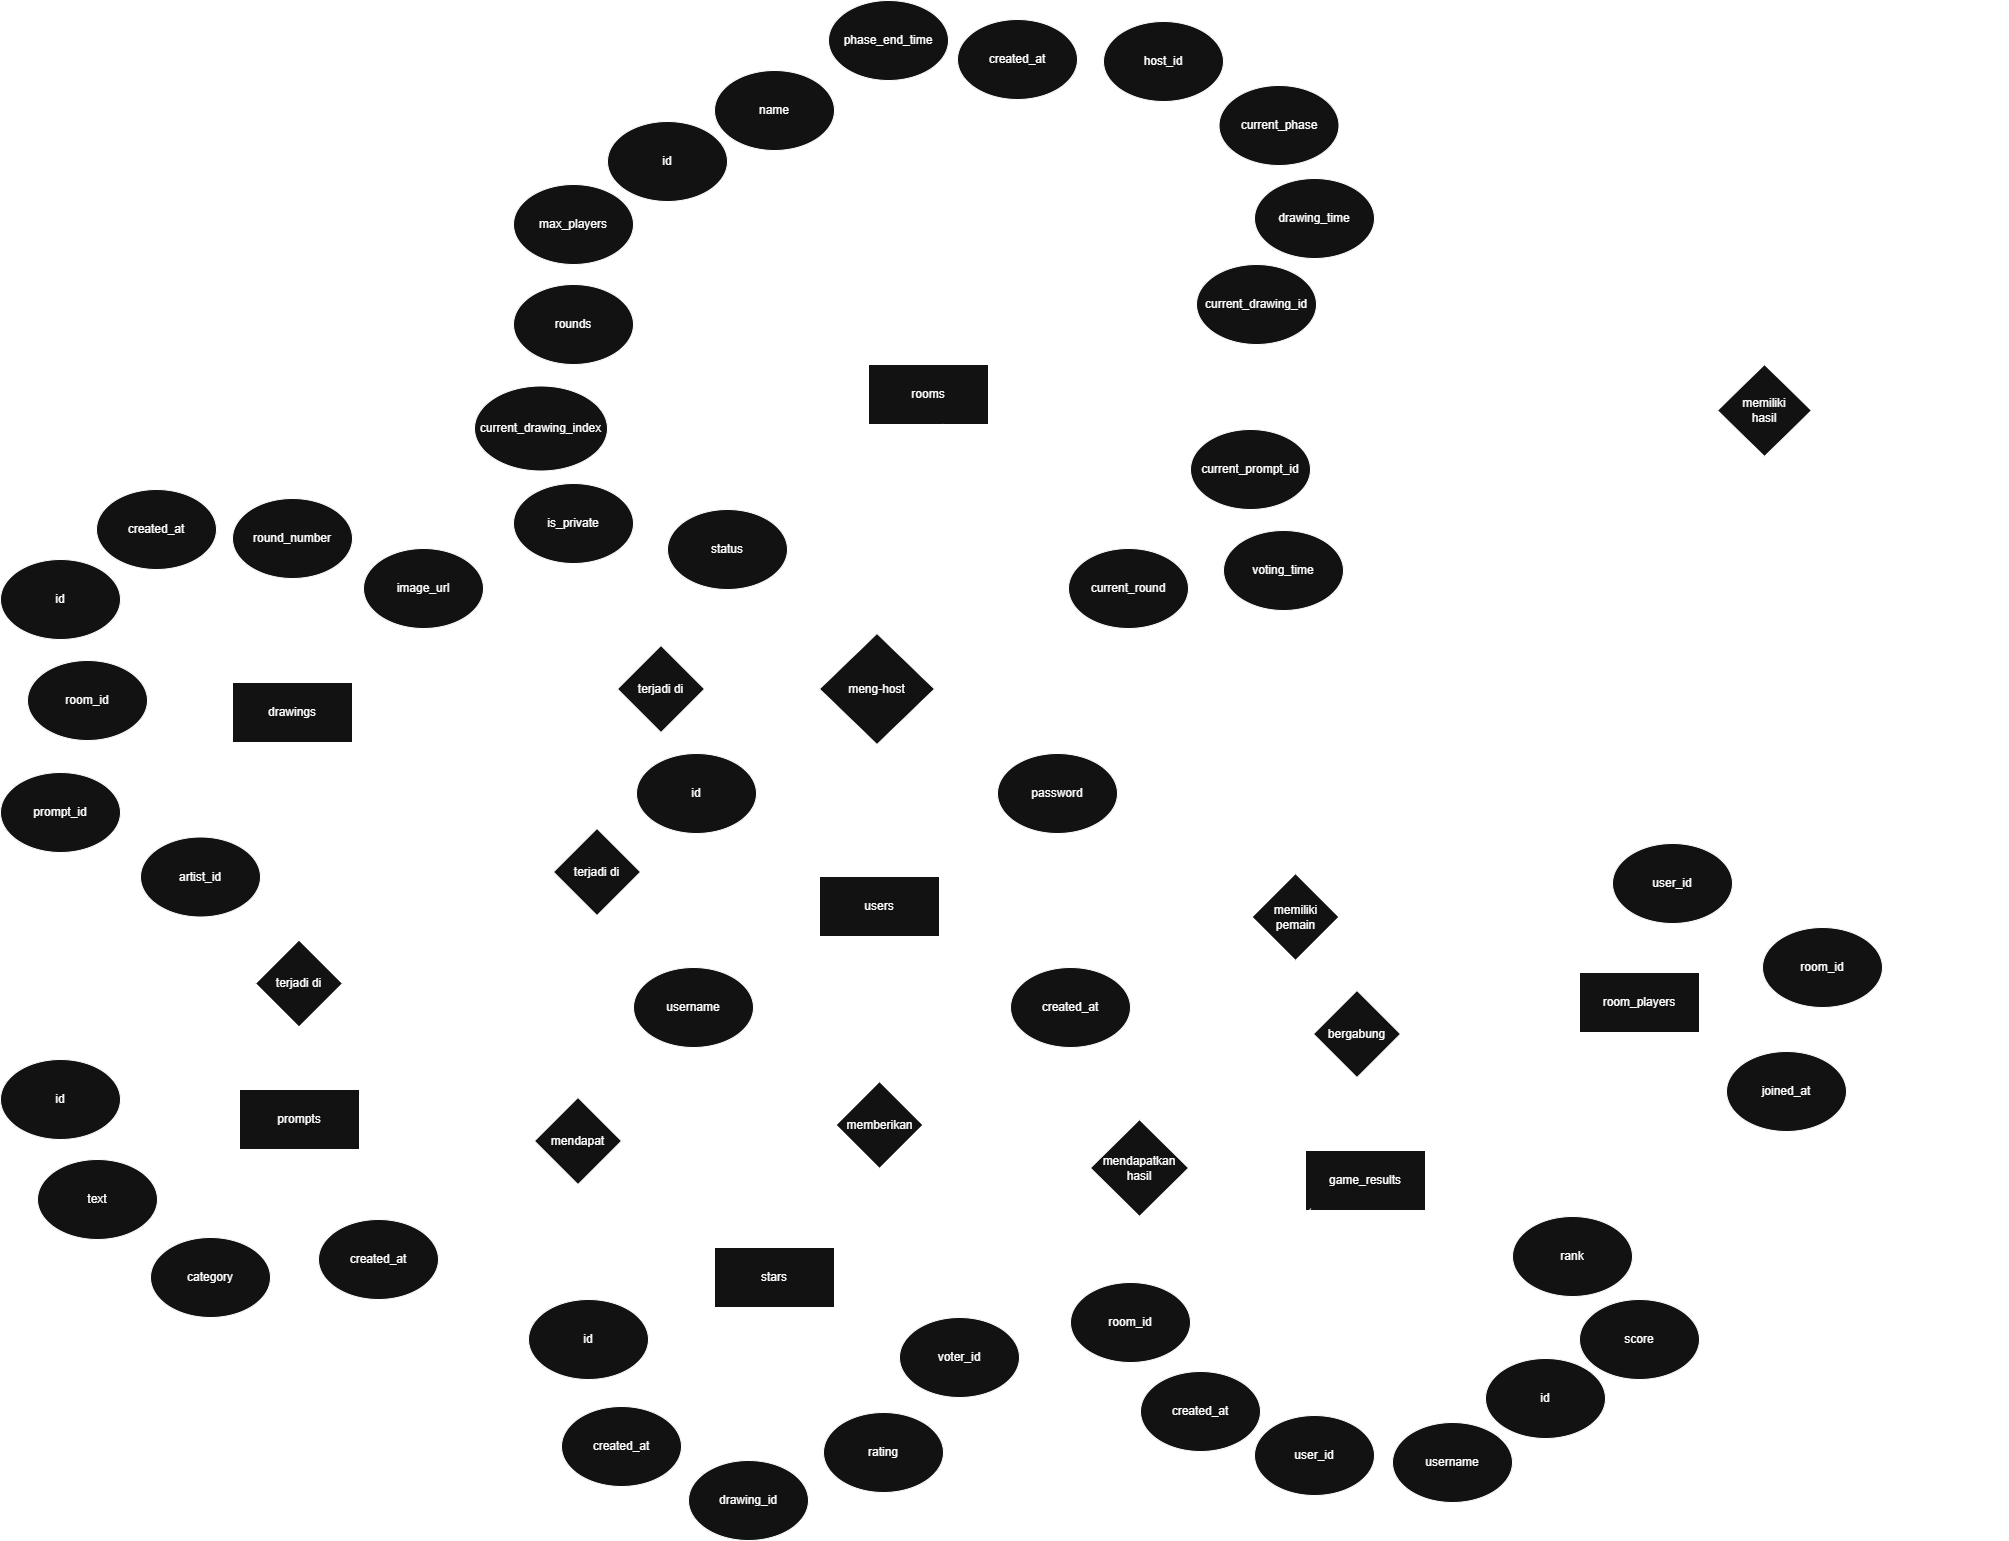 phase_end_time
created_at
host_id
name
current_phase
id
drawing_time
max_players
current_drawing_id
rounds
rooms
memiliki
hasil
current_drawing_index
current_prompt_id
is_private
status
created_at
round_number
image_url
voting_time
current_round
id
room_id
drawings
terjadi di
meng-host
id
password
prompt_id
artist_id
terjadi di
users
user_id
memiliki
pemain
room_id
terjadi di
username
created_at
room_players
bergabung
id
prompts
mendapat
memberikan
joined_at
mendapatkan
hasil
game_results
text
category
created_at
stars
rank
id
voter_id
room_id
score
created_at
drawing_id
rating
created_at
user_id
username
id